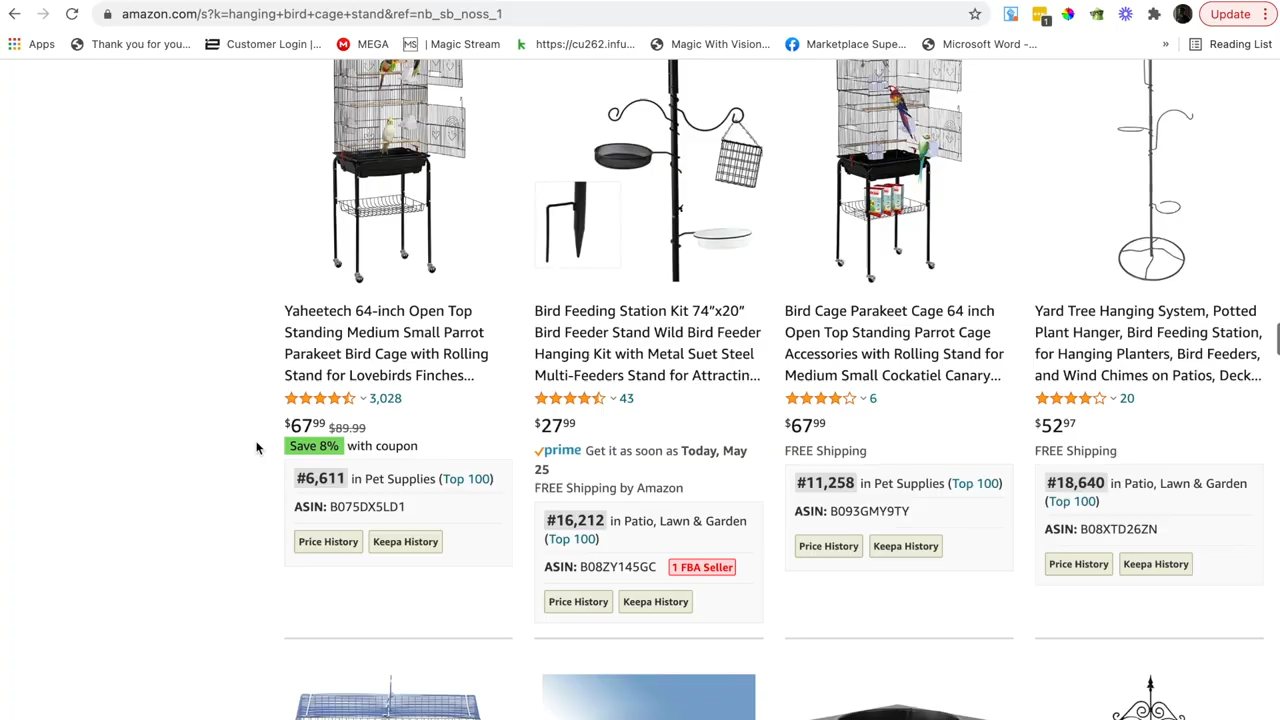 amazon.com/s?k=hanging+bird+cage+stand&ref=nb_sb_noss_1
1
Update
Apps
Thank you for you...
Customer Login |...
MEGA
MS | Magic Stream
https://cu262.infu...
Magic With Vision...
Marketplace Supe...
Microsoft Word -...
»
Reading List
Yaheetech 64-inch Open Top
Standing Medium Small Parrot
Parakeet Bird Cage with Rolling
Stand for Lovebirds Finches...
3,028
$67.99 $89.99
Save 8% with coupon
#6,611 in Pet Supplies (Top 100)
ASIN: B075DX5LD1
Price History
Keepa History
Bird Feeding Station Kit 74”x20”
Bird Feeder Stand Wild Bird Feeder
Hanging Kit with Metal Suet Steel
Multi-Feeders Stand for Attractin...
43
$27.99
prime Get it as soon as Today, May
25
FREE Shipping by Amazon
#16,212 in Patio, Lawn & Garden
(Top 100)
ASIN: B08ZY145GC 1 FBA Seller
Price History
Keepa History
Bird Cage Parakeet Cage 64 inch
Open Top Standing Parrot Cage
Accessories with Rolling Stand for
Medium Small Cockatiel Canary...
6
$67.99
FREE Shipping
#11,258 in Pet Supplies (Top 100)
ASIN: B093GMY9TY
Price History
Keepa History
Yard Tree Hanging System, Potted
Plant Hanger, Bird Feeding Station,
for Hanging Planters, Bird Feeders,
and Wind Chimes on Patios, Deck...
20
$52.97
FREE Shipping
#18,640 in Patio, Lawn & Garden
(Top 100)
ASIN: B08XTD26ZN
Price History
Keepa History